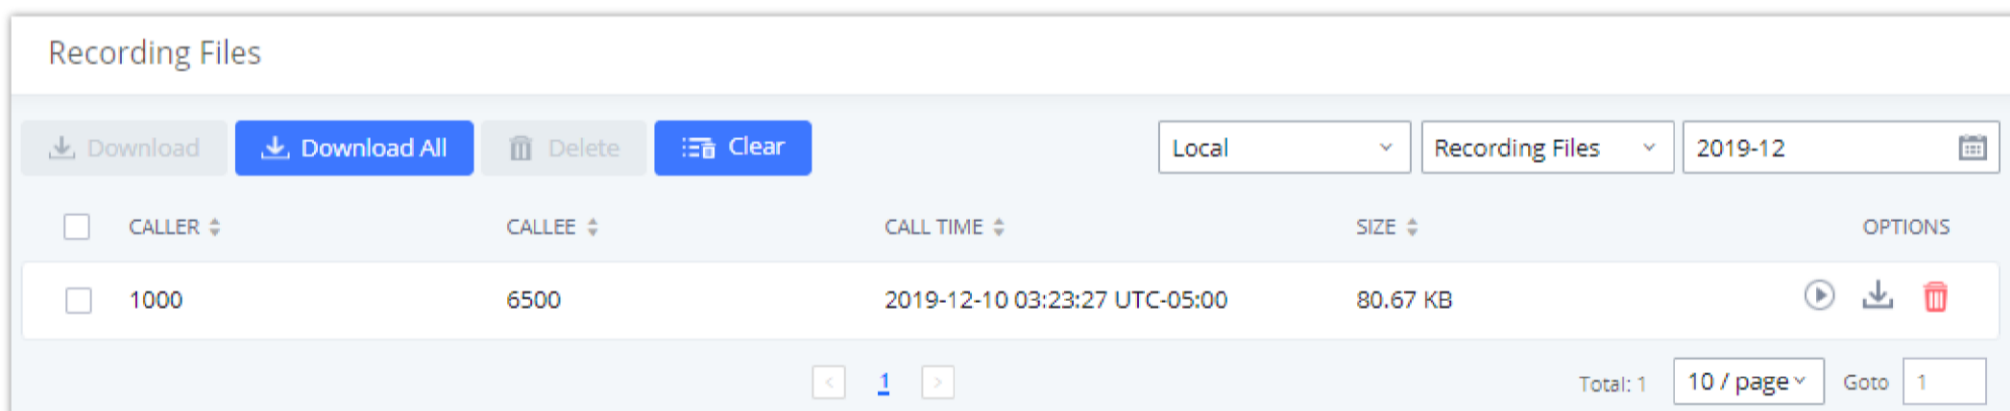 Recording Files
Download Download All Delete Clear Local Recording Files 2019-12
CALLER CALLEE CALL TIME SIZE OPTIONS
1000 6500 2019-12-10 03:23:27 UTC-05:00 80.67 KB
< 1 > Total: 1 10 / page Goto 1